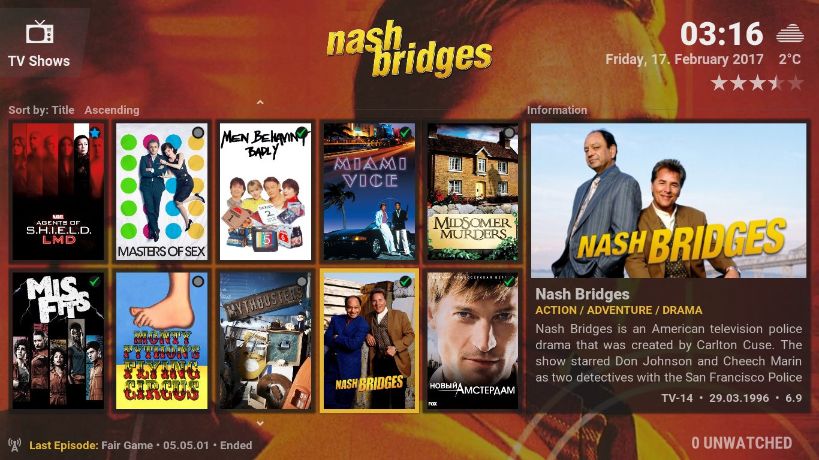 TV Shows
nash
bridges
03:16
Friday, 17. February 2017 2°C
Sort by: Title Ascending
Information
MARVEL
AGENTS OF
S.H.I.E.L.D.
LMD
MASTERS OF SEX
MEN BEHAVING
BADLY
MIAMI
VICE
MIDSOMER
MURDERS
MIS
FITS
MONTY
PYTHON'S
FLYING
CIRCUS
MYTHBUSTERS
NASH BRIDGES
НОВЫЙ АМСТЕРДАМ
FOX
NASH BRIDGES
Nash Bridges
ACTION / ADVENTURE / DRAMA
Nash Bridges is an American television police
drama that was created by Carlton Cuse. The
show starred Don Johnson and Cheech Marin
as two detectives with the San Francisco Police
TV-14 • 29.03.1996 • 6.9
Last Episode: Fair Game • 05.05.01 • Ended
0 UNWATCHED